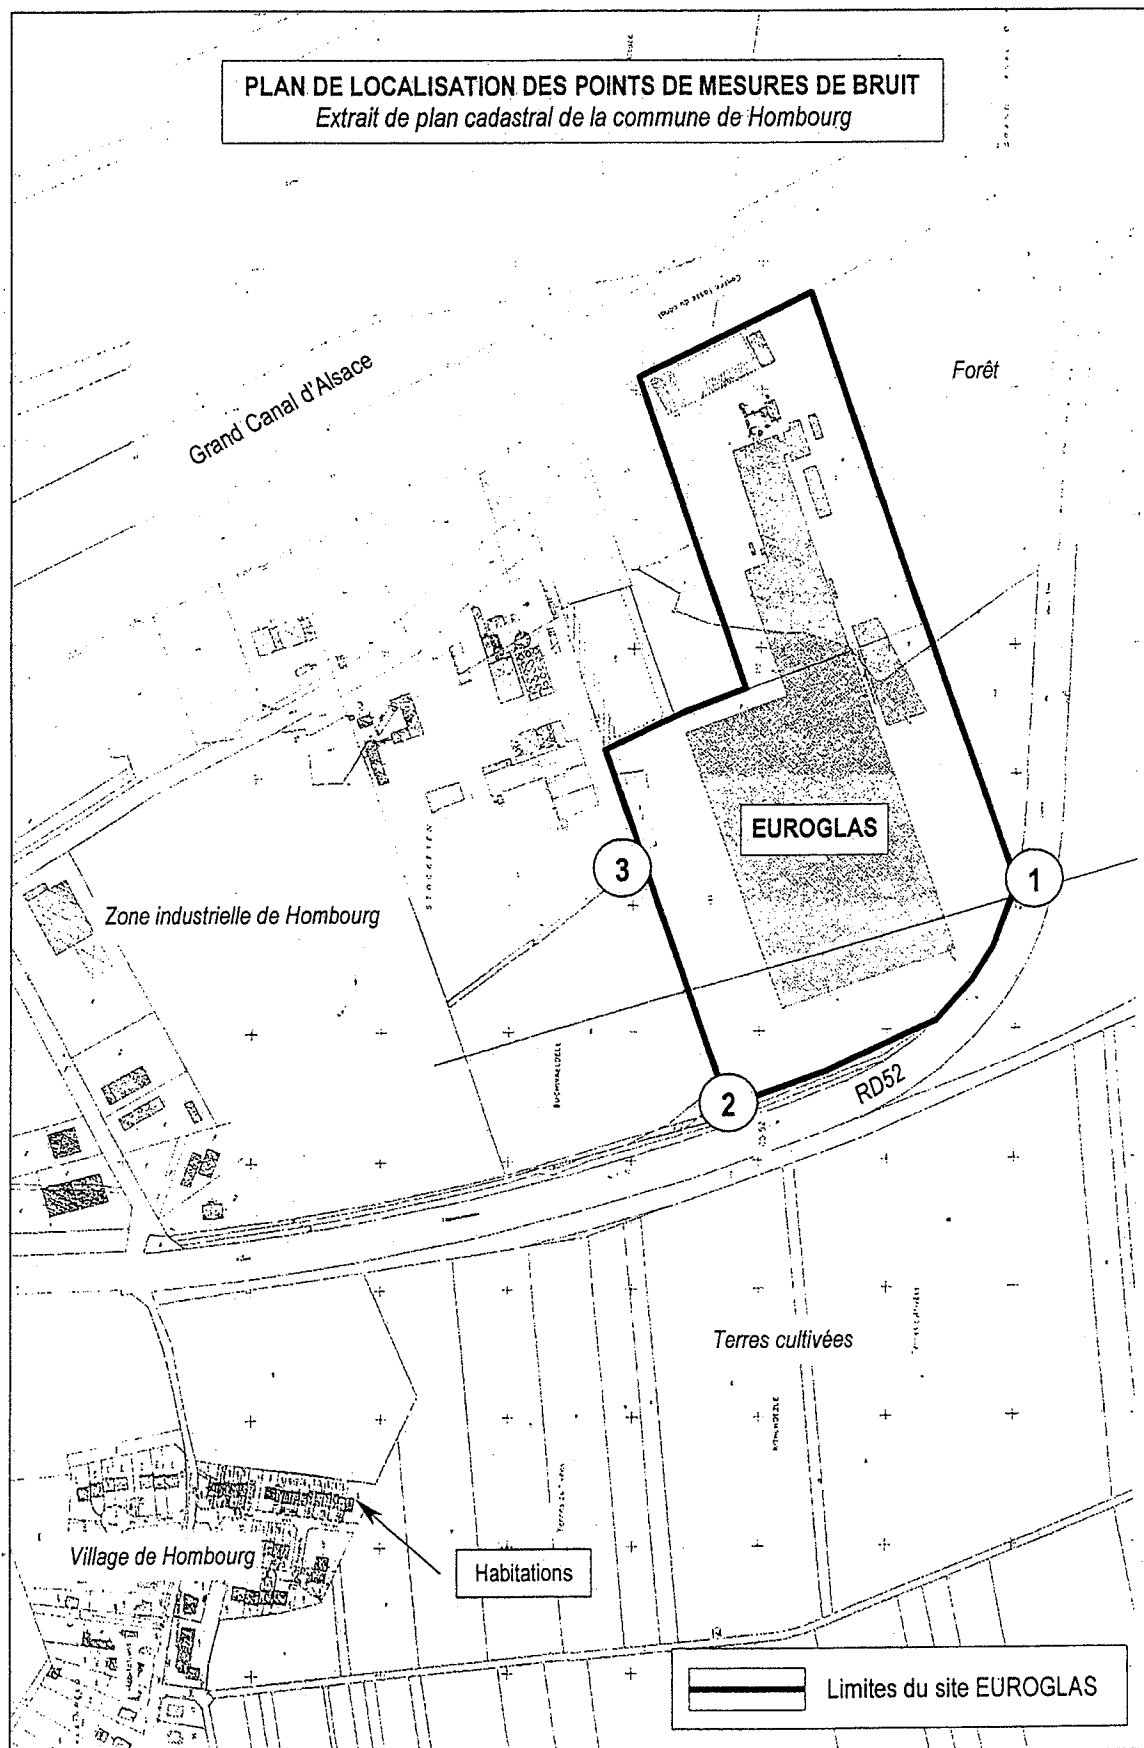 PLAN DE LOCALISATION DES POINTS DE MESURES DE BRUIT
Extrait de plan cadastral de la commune de Hombourg
Grand Canal d'Alsace
Forêt
EUROGLAS
3
1
Zone industrielle de Hombourg
2
RD52
Terres cultivées
Village de Hombourg
Habitations
Limites du site EUROGLAS